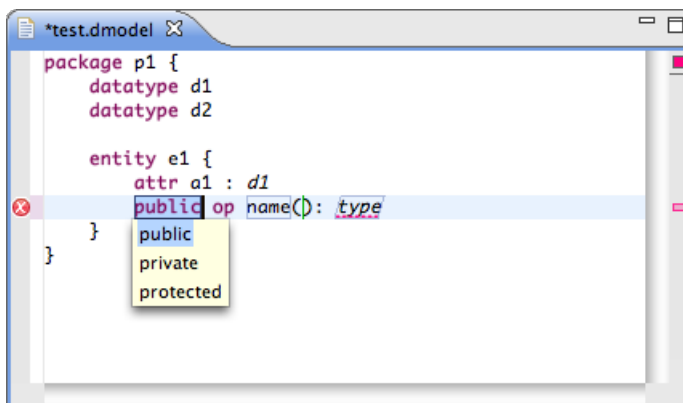 *test.dmodel
package p1 {
datatype d1
datatype d2
entity e1 {
attr a1 : d1
public op name(): type
}
public
private
}
protected